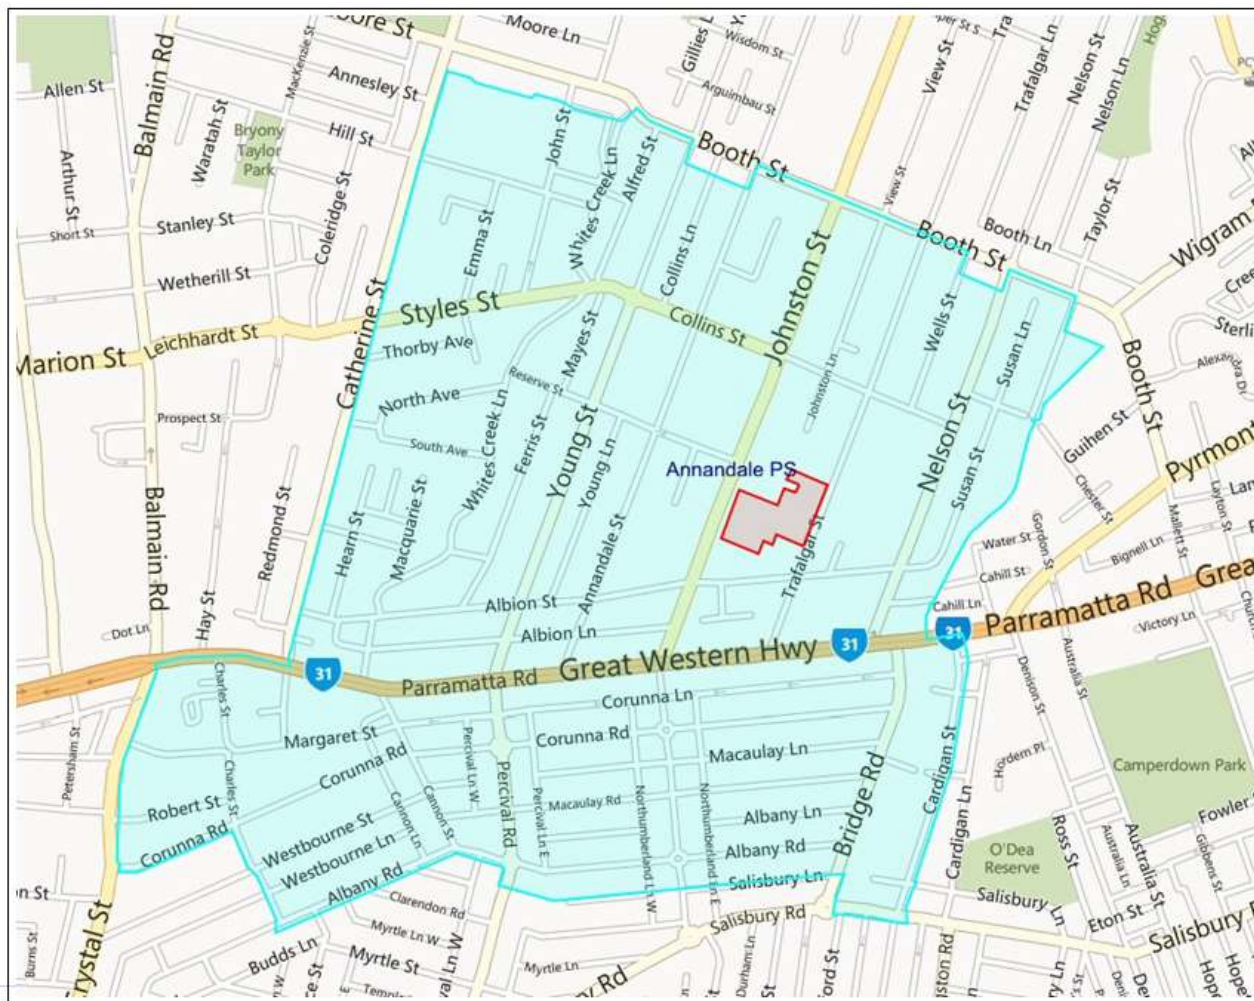 Moore Ln
Wisdom St
Gillies
View St
Trafalgar Ln
Nelson St
Nelson Ln
Allen St
Balmain Rd
MacKenzie St
Annesley St
Arguimbau St
Waratah St
Bryony
Taylor
Park
Hill St
John St
Whites Creek Ln
Alfred St
Booth St
View St
Arthur St
Short St
Stanley St
Coleridge St
Emma St
Collins Ln
Johnston St
Booth St
Booth Ln
Taylor St
Wigram
Wetherill St
Catherine St
Styles St
Collins St
Wells St
Susan Ln
Marion St
Leichhardt St
Thorby Ave
Mayes St
Reserve St
Johnston Ln
Booth St
Alexandra Dr
Prospect St
North Ave
South Ave
Whites Creek Ln
Ferris St
Young St
Young Ln
Annandale PS
Nelson St
Susan St
Guihen St
Chester St
Pyrmont
Balmain Rd
Redmond St
Hearn St
Macquarie St
Annandale St
Trafalgar St
Water St
Gordon St
Bignell Ln
Mallett St
Layton St
Cahill St
Hay St
Albion St
Cahill Ln
Parramatta Rd
Great
Dot Ln
Albion Ln
31
31
31
Victory Ln
Great Western Hwy
Parramatta Rd
Charles St
Corunna Ln
Denison St
Australia St
Petersham St
Margaret St
Corunna Rd
Corunna Rd
Macaulay Ln
Hordern Pl
Camperdown Park
Percival Ln W
Percival Rd
Percival Ln E
Bridge Rd
Cardigan St
Cardigan Ln
Robert St
Charles St
Cannon Ln
Cannon St
Macaulay Rd
Northumberland Ln W
Northumberland Ln E
Albany Ln
Fowler
Corunna Rd
Westbourne St
Westbourne Ln
Albany Rd
Albany Rd
O'Dea
Reserve
Ross St
Australia Ln
Australia St
Gibbens St
Salisbury Ln
Salisbury Ln
Crystal St
Clarendon Rd
Salisbury Rd
Eton St
Salisbury
Burns St
Budds Ln
Myrtle Ln W
Myrtle St
Myrtle Ln
Durham Ln